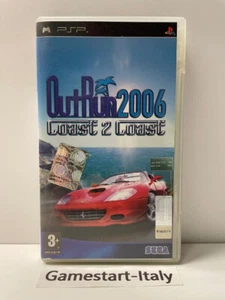 PSP
OutRun2006
Coast 2 Coast
3+
SEGA
Gamestart-Italy